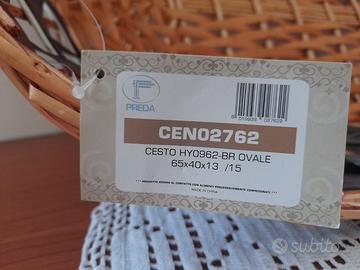 PREDA
CEN02762
CESTO HY0962-BR OVALE
65x40x13 /15
MADE IN CHINA
subito